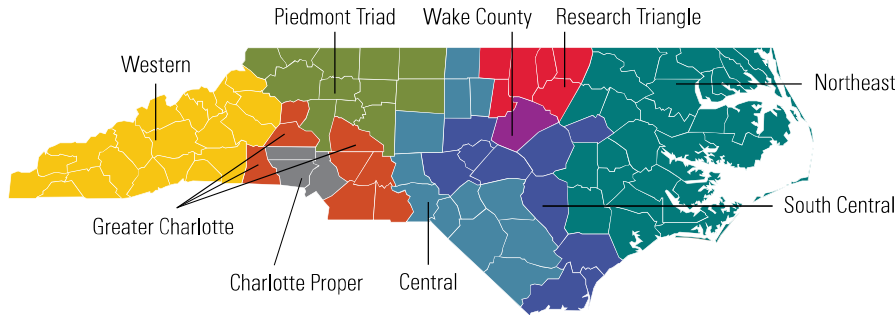 Piedmont Triad
Wake County
Research Triangle
Western
Northeast
Greater Charlotte
South Central
Charlotte Proper
Central